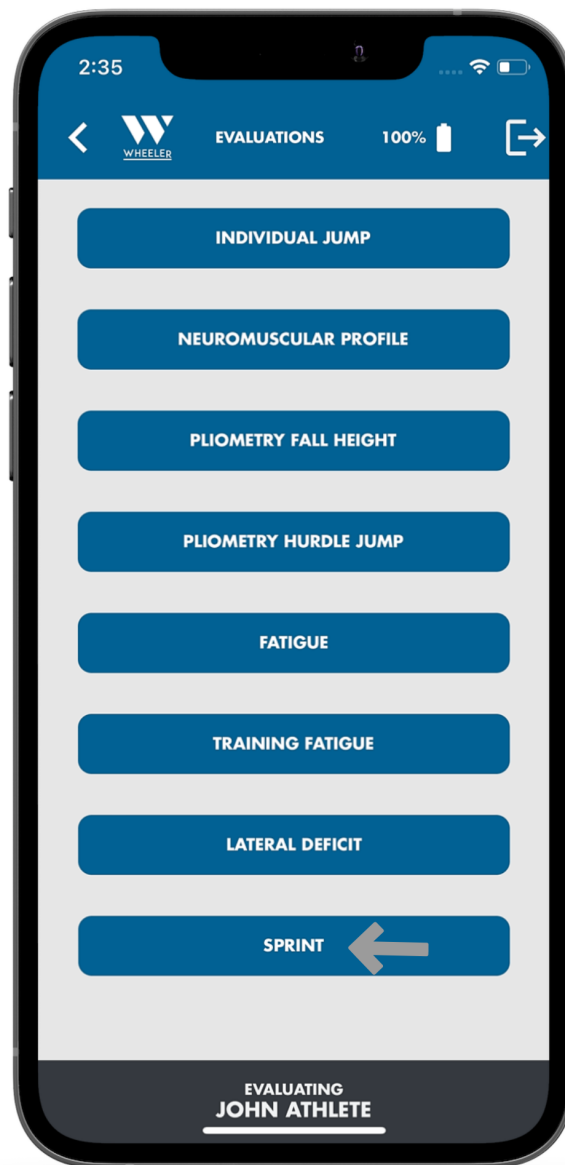 2:35
WHEELER
EVALUATIONS
100%
INDIVIDUAL JUMP
NEUROMUSCULAR PROFILE
PLIOMETRY FALL HEIGHT
PLIOMETRY HURDLE JUMP
FATIGUE
TRAINING FATIGUE
LATERAL DEFICIT
SPRINT
EVALUATING
JOHN ATHLETE